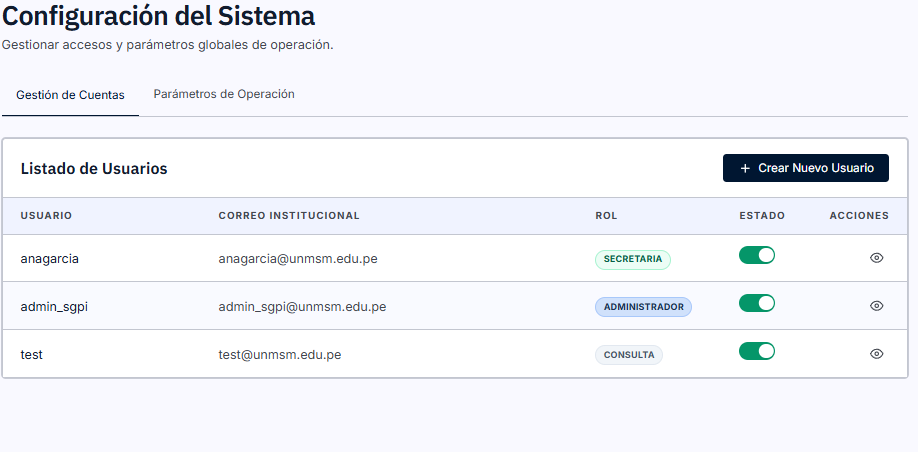 Configuración del Sistema
Gestionar accesos y parámetros globales de operación.
Gestión de Cuentas Parámetros de Operación
Listado de Usuarios + Crear Nuevo Usuario
USUARIO CORREO INSTITUCIONAL ROL ESTADO ACCIONES
anagarcia anagarcia@unmsm.edu.pe SECRETARIA
admin_sgpi admin_sgpi@unmsm.edu.pe ADMINISTRADOR
test test@unmsm.edu.pe CONSULTA